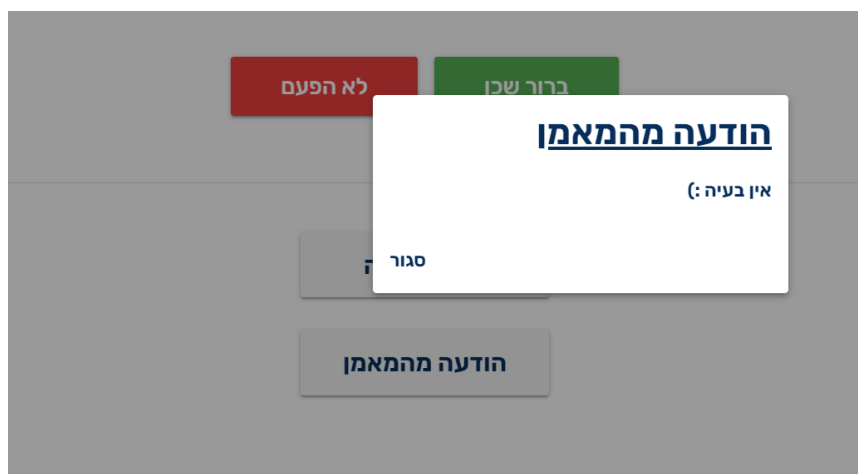 ברור שכן
לא הפעם
הודעה מהמאמן
אין בעיה :)
סגור
הודעה מהמאמן